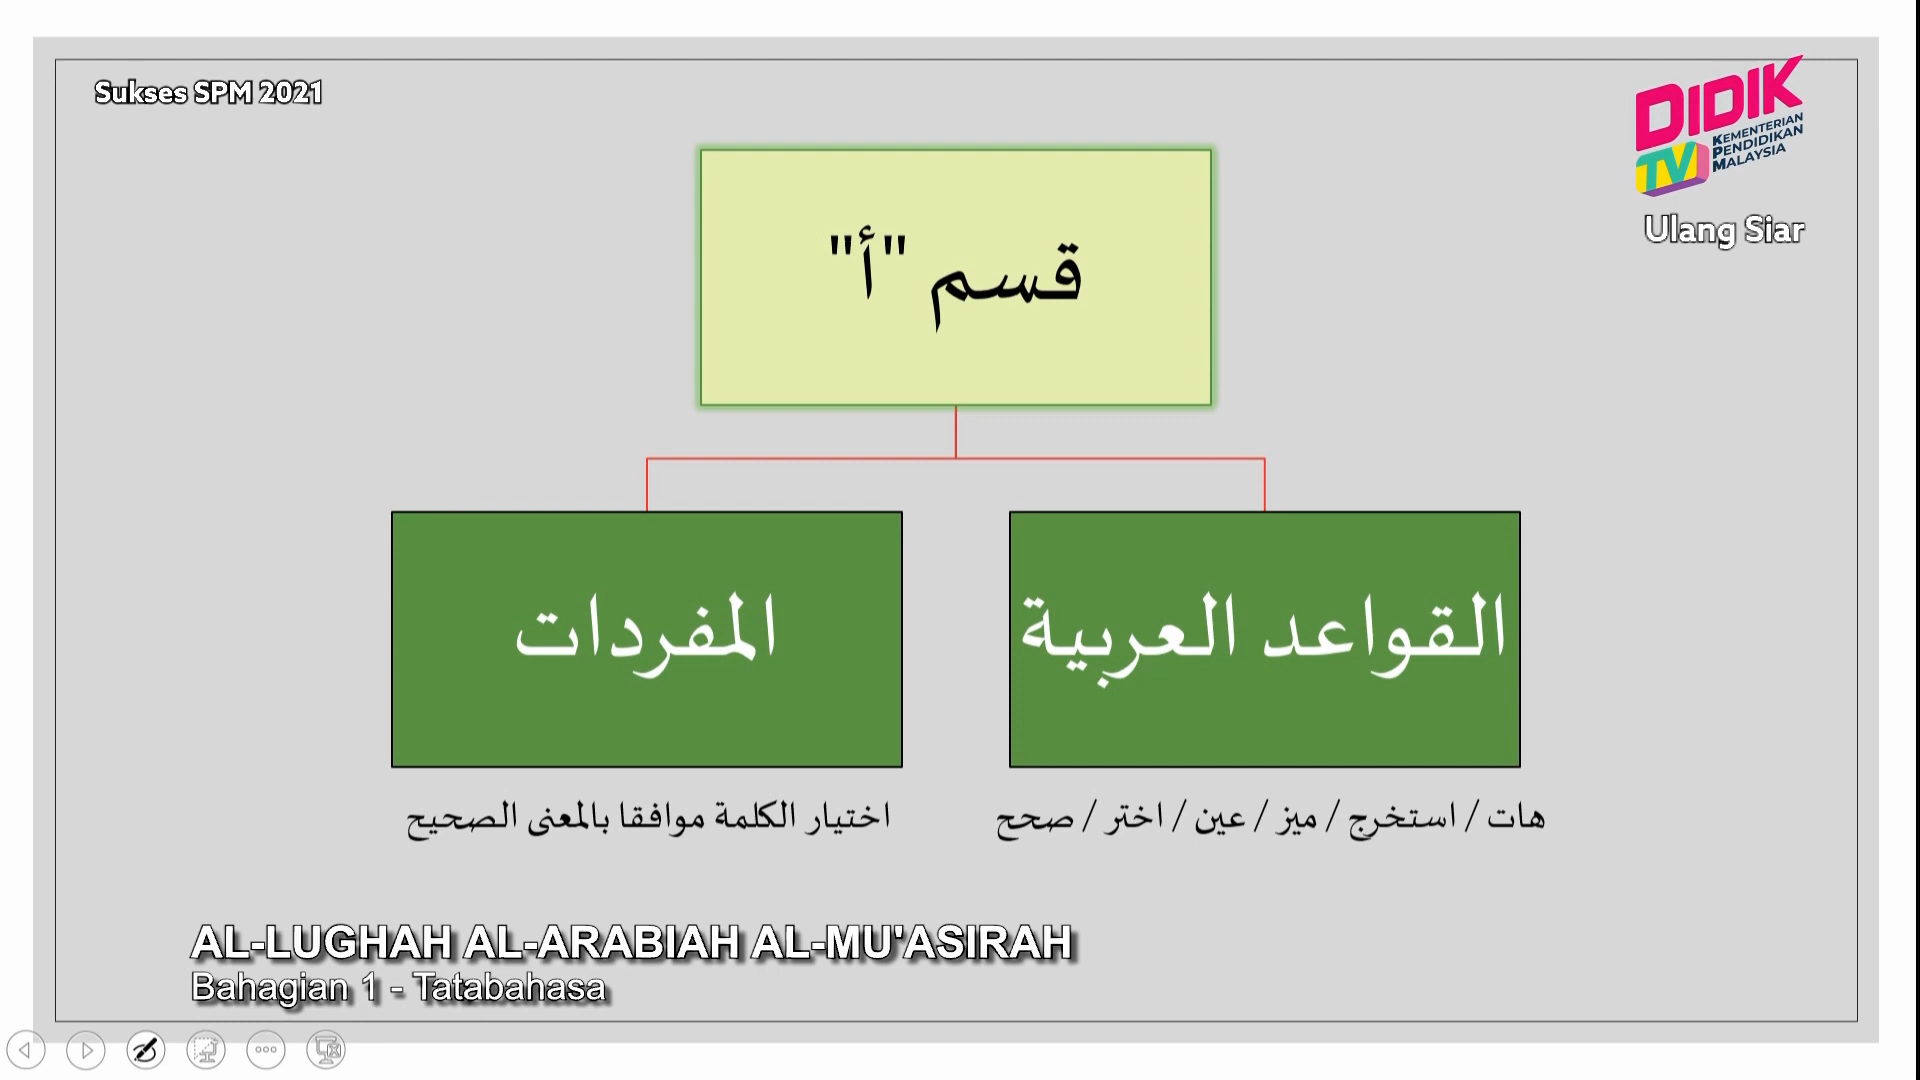 Sukses SPM 2021
DIDIK
TV
KEMENTERIAN
PENDIDIKAN
MALAYSIA
Ulang Siar
قسم "أ"
القواعد العربية
المفردات
هات / استخرج / ميز / عين / اختر / صحح
اختيار الكلمة موافقا بالمعنى الصحيح
AL-LUGHAH AL-ARABIAH AL-MU'ASIRAH
Bahagian 1 - Tatabahasa